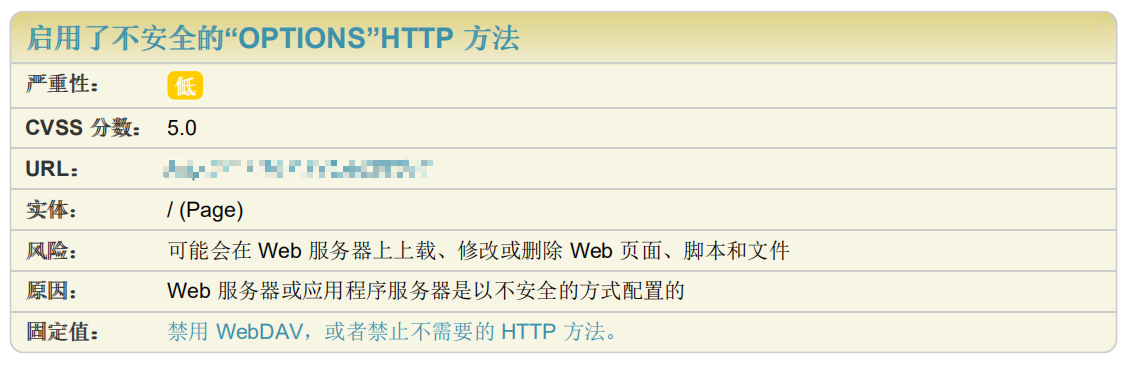 启用了不安全的“OPTIONS”HTTP 方法
严重性： 低
CVSS 分数： 5.0
URL：
实体： / (Page)
风险： 可能会在 Web 服务器上上载、修改或删除 Web 页面、脚本和文件
原因： Web 服务器或应用程序服务器是以不安全的方式配置的
固定值： 禁用 WebDAV，或者禁止不需要的 HTTP 方法。